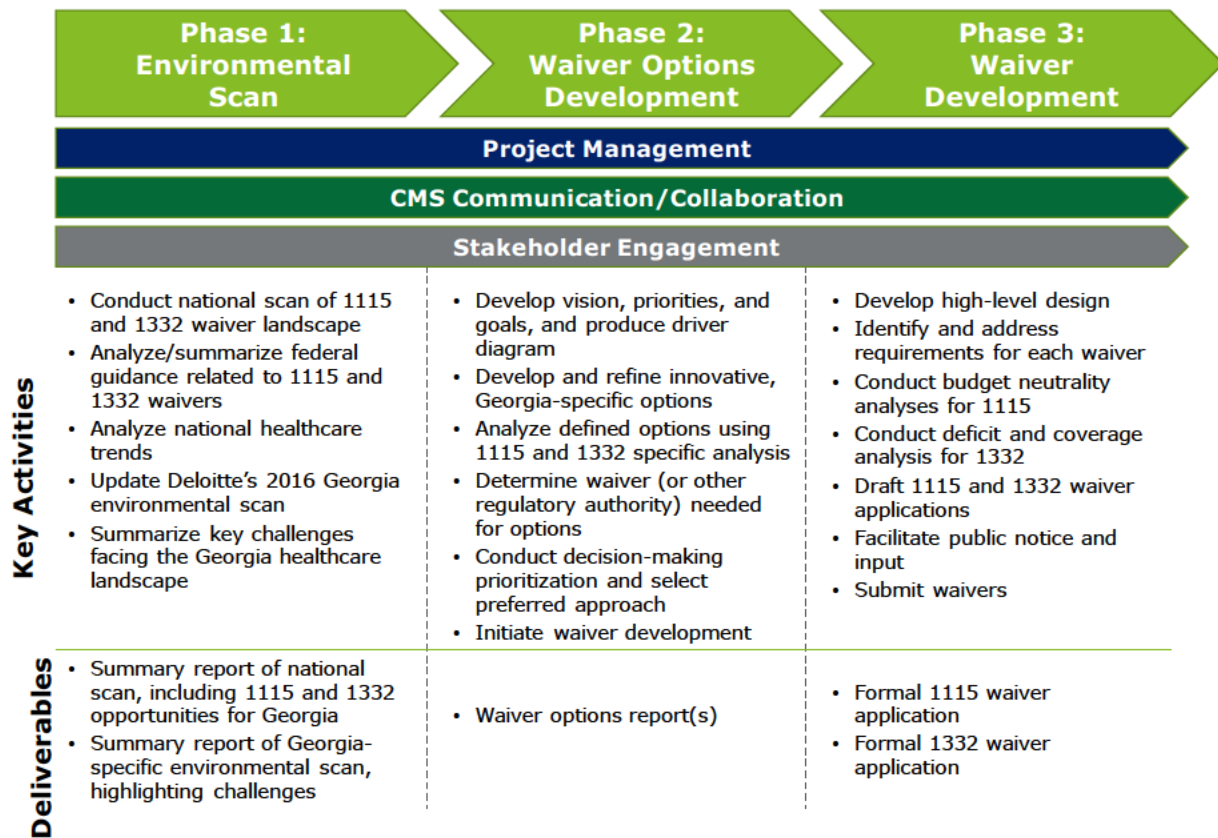 Phase 1:
Environmental
Scan
Phase 2:
Waiver Options
Development
Phase 3:
Waiver
Development
Project Management
CMS Communication/Collaboration
Stakeholder Engagement
Key Activities
• Conduct national scan of 1115
and 1332 waiver landscape
• Analyze/summarize federal
guidance related to 1115 and
1332 waivers
• Analyze national healthcare
trends
• Update Deloitte's 2016 Georgia
environmental scan
• Summarize key challenges
facing the Georgia healthcare
landscape
• Develop vision, priorities, and
goals, and produce driver
diagram
• Develop and refine innovative,
Georgia-specific options
• Analyze defined options using
1115 and 1332 specific analysis
• Determine waiver (or other
regulatory authority) needed
for options
• Conduct decision-making
prioritization and select
preferred approach
• Initiate waiver development
• Develop high-level design
• Identify and address
requirements for each waiver
• Conduct budget neutrality
analyses for 1115
• Conduct deficit and coverage
analysis for 1332
• Draft 1115 and 1332 waiver
applications
• Facilitate public notice and
input
• Submit waivers
Deliverables
• Summary report of national
scan, including 1115 and 1332
opportunities for Georgia
• Summary report of Georgia-
specific environmental scan,
highlighting challenges
• Waiver options report(s)
• Formal 1115 waiver
application
• Formal 1332 waiver
application